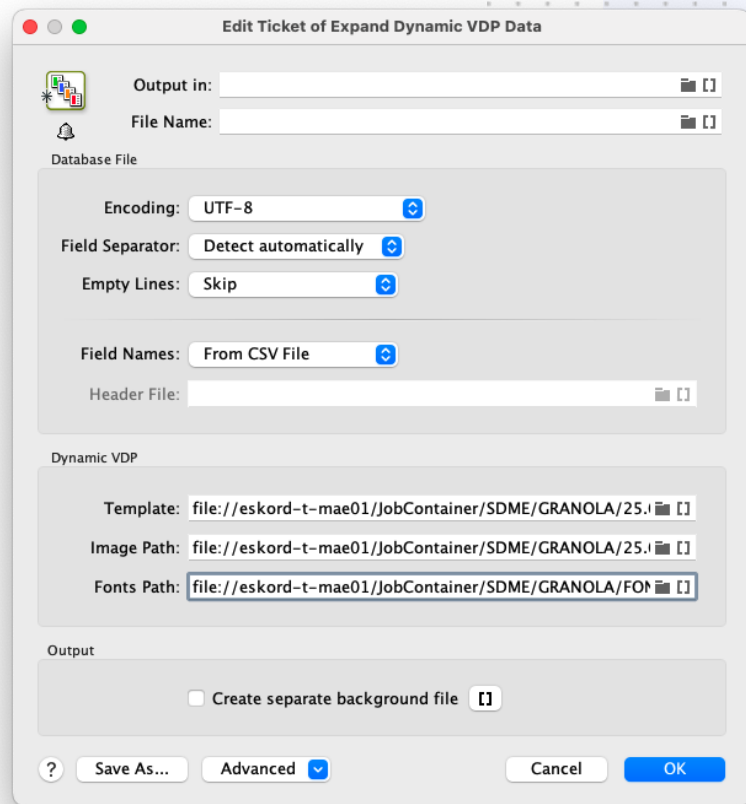 Edit Ticket of Expand Dynamic VDP Data
Output in:
File Name:
Database File
Encoding: UTF-8
Field Separator: Detect automatically
Empty Lines: Skip
Field Names: From CSV File
Header File:
Dynamic VDP
Template: file://eskord-t-mae01/JobContainer/SDME/GRANOLA/25.
Image Path: file://eskord-t-mae01/JobContainer/SDME/GRANOLA/25.
Fonts Path: file://eskord-t-mae01/JobContainer/SDME/GRANOLA/FON
Output
Create separate background file []
? Save As... Advanced Cancel OK